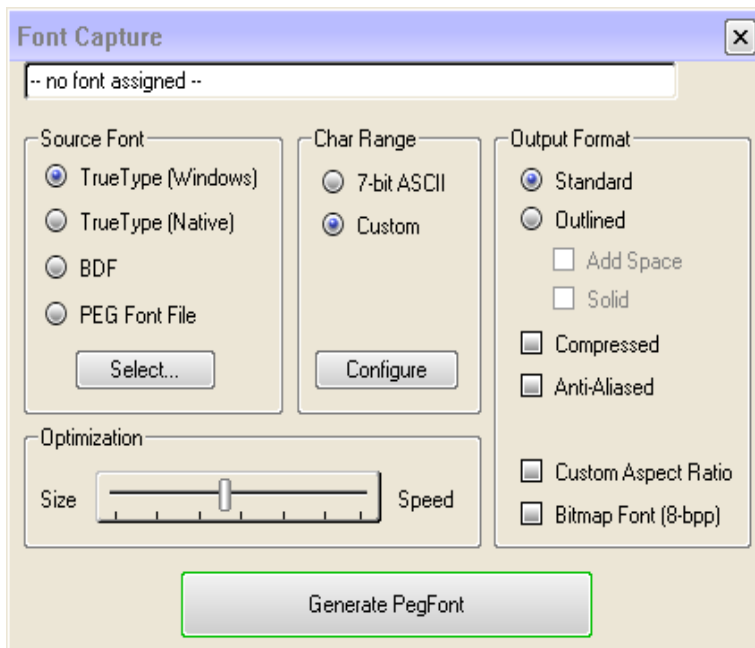 Font Capture
-- no font assigned --
Source Font
TrueType (Windows)
TrueType (Native)
BDF
PEG Font File
Select...
Char Range
7-bit ASCII
Custom
Configure
Output Format
Standard
Outlined
Add Space
Solid
Compressed
Anti-Aliased
Custom Aspect Ratio
Bitmap Font (8-bpp)
Optimization
Size
Speed
Generate PegFont